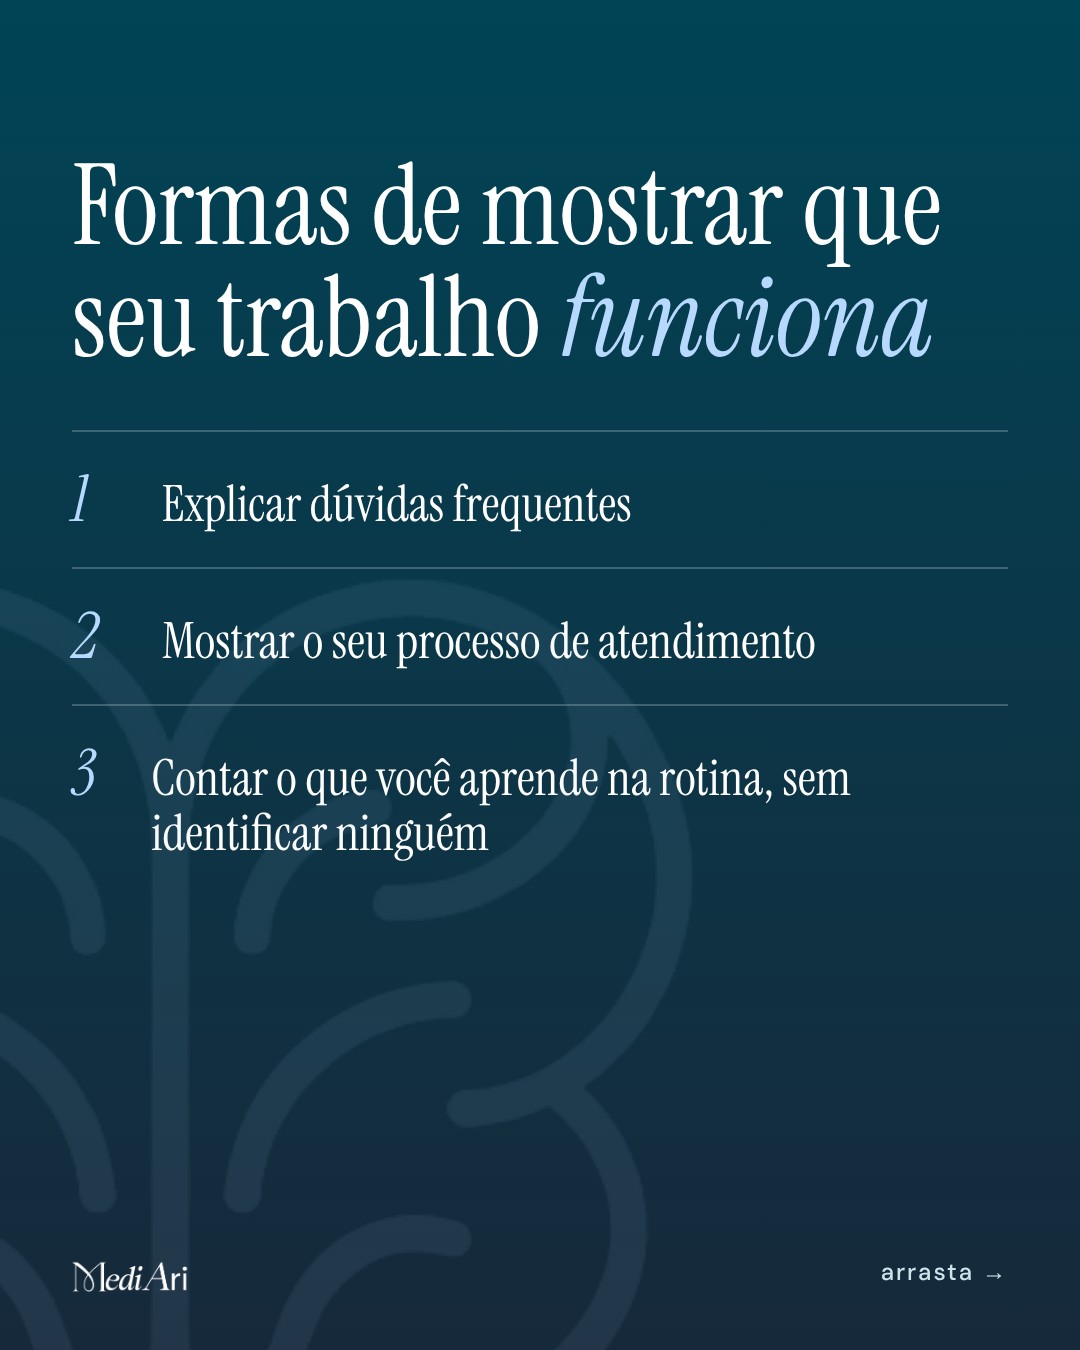 Formas de mostrar que
seu trabalho funciona
1 Explicar dúvidas frequentes
2 Mostrar o seu processo de atendimento
3 Contar o que você aprende na rotina, sem
identificar ninguém
MediAri
arrasta →